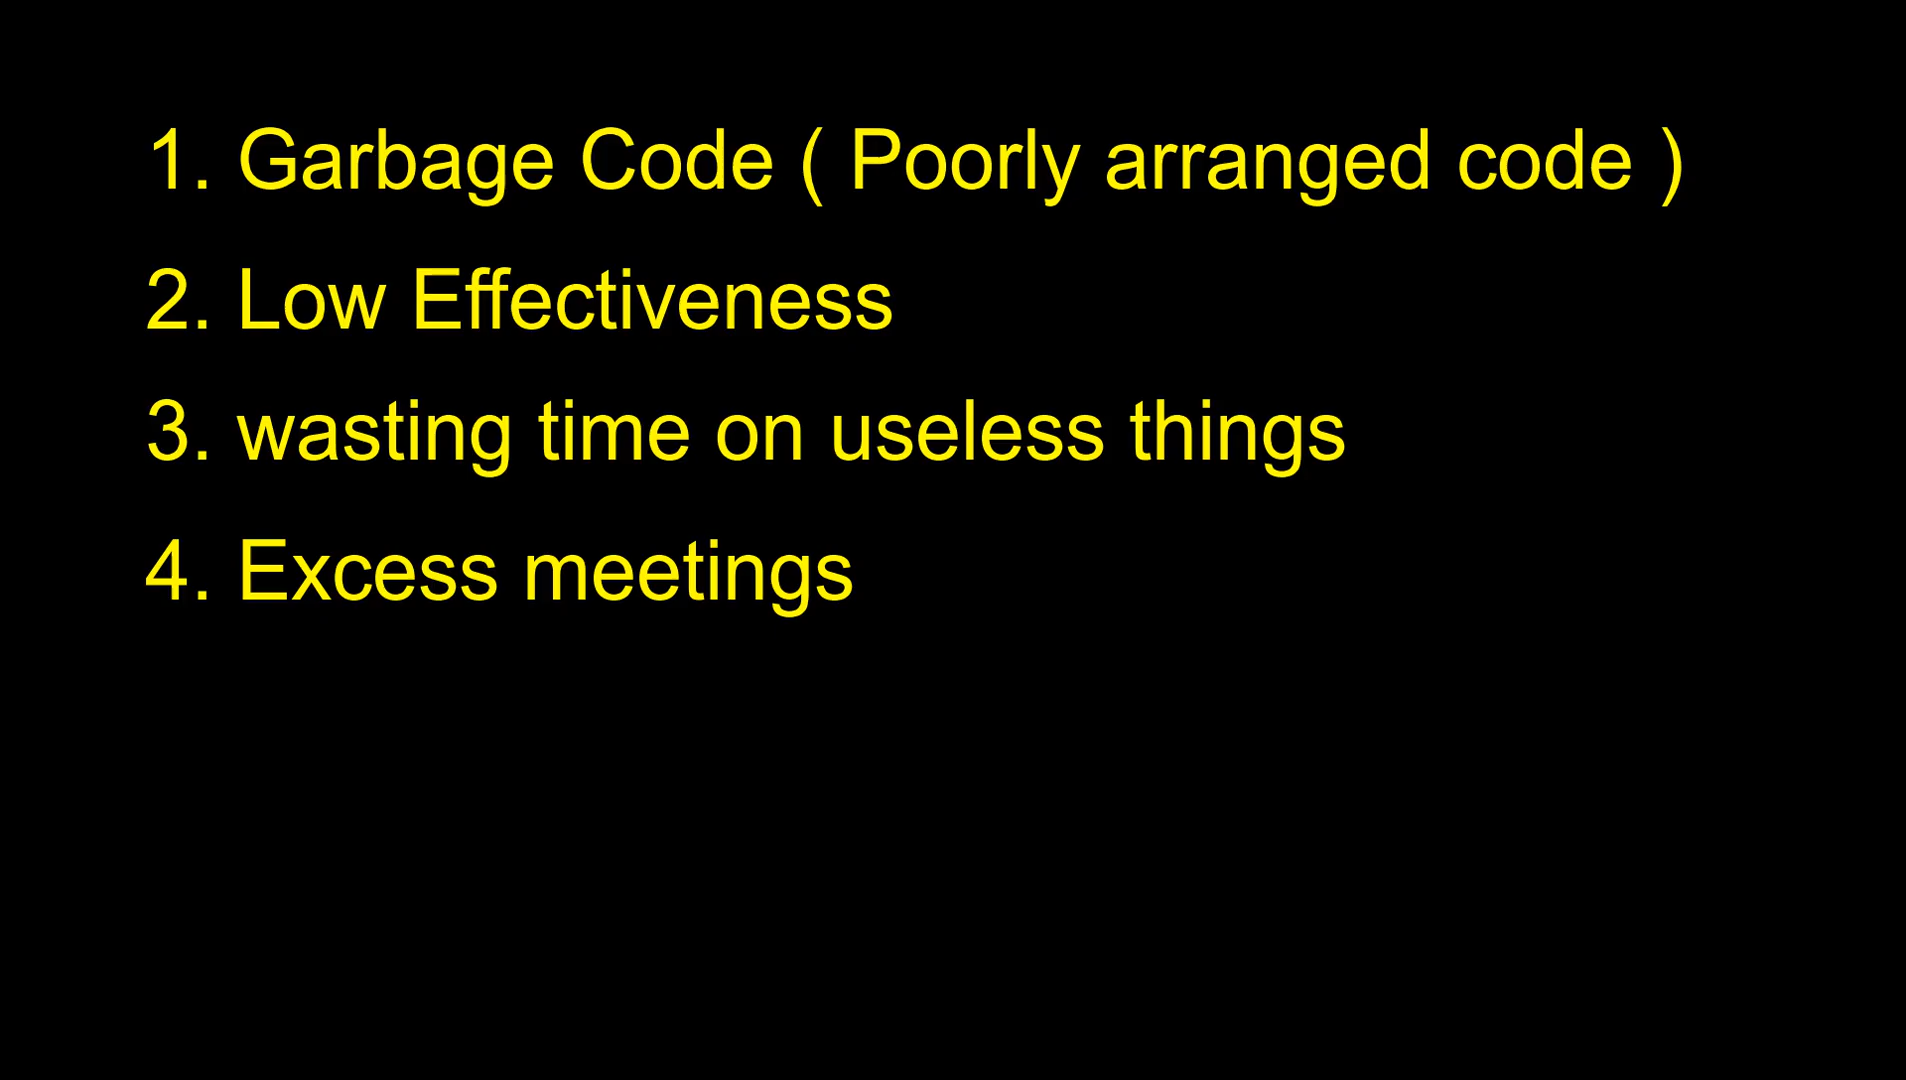 1. Garbage Code ( Poorly arranged code )
2. Low Effectiveness
3. wasting time on useless things
4. Excess meetings